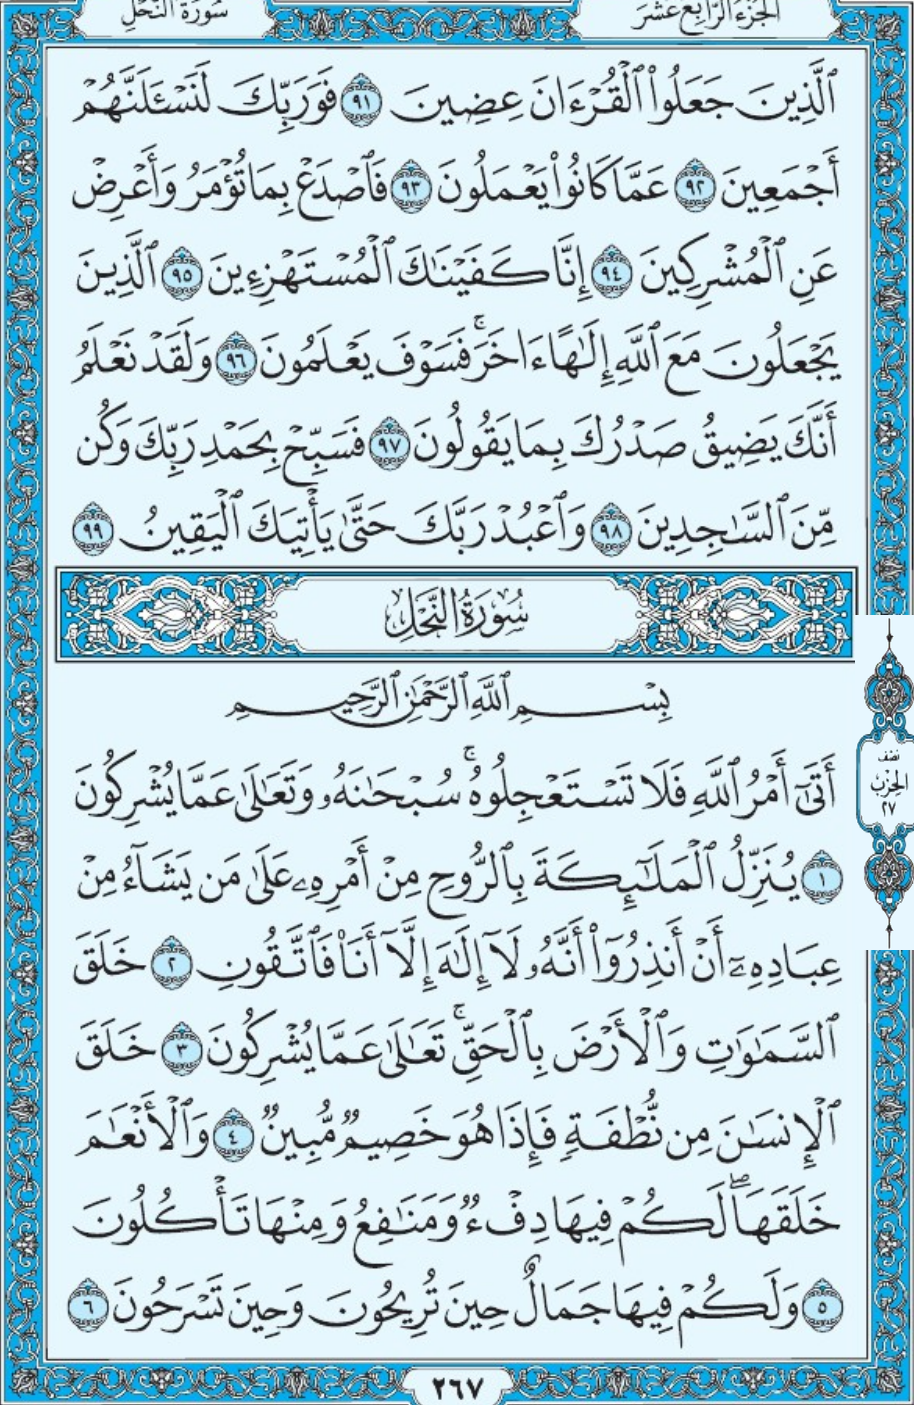 الجزء الرابع عشر
سورة النحل
ٱلَّذِينَ جَعَلُوا۟ ٱلْقُرْءَانَ عِضِينَ ٩١ فَوَرَبِّكَ لَنَسْـَٔلَنَّهُمْ
أَجْمَعِينَ ٩٢ عَمَّا كَانُوا۟ يَعْمَلُونَ ٩٣ فَٱصْدَعْ بِمَا تُؤْمَرُ وَأَعْرِضْ
عَنِ ٱلْمُشْرِكِينَ ٩٤ إِنَّا كَفَيْنَـٰكَ ٱلْمُسْتَهْزِءِينَ ٩٥ ٱلَّذِينَ
يَجْعَلُونَ مَعَ ٱللَّهِ إِلَـٰهًا ءَاخَرَ ۚ فَسَوْفَ يَعْلَمُونَ ٩٦ وَلَقَدْ نَعْلَمُ
أَنَّكَ يَضِيقُ صَدْرُكَ بِمَا يَقُولُونَ ٩٧ فَسَبِّحْ بِحَمْدِ رَبِّكَ وَكُن
مِّنَ ٱلسَّـٰجِدِينَ ٩٨ وَٱعْبُدْ رَبَّكَ حَتَّىٰ يَأْتِيَكَ ٱلْيَقِينُ ٩٩
سُورَةُ النَّحْلِ
بِسْمِ ٱللَّهِ ٱلرَّحْمَـٰنِ ٱلرَّحِيمِ
أَتَىٰٓ أَمْرُ ٱللَّهِ فَلَا تَسْتَعْجِلُوهُ ۚ سُبْحَـٰنَهُۥ وَتَعَـٰلَىٰ عَمَّا يُشْرِكُونَ
١ يُنَزِّلُ ٱلْمَلَـٰٓئِكَةَ بِٱلرُّوحِ مِنْ أَمْرِهِۦ عَلَىٰ مَن يَشَآءُ مِنْ
عِبَادِهِۦٓ أَنْ أَنذِرُوٓا۟ أَنَّهُۥ لَآ إِلَـٰهَ إِلَّآ أَنَا۠ فَٱتَّقُونِ ٢ خَلَقَ
ٱلسَّمَـٰوَٰتِ وَٱلْأَرْضَ بِٱلْحَقِّ ۚ تَعَـٰلَىٰ عَمَّا يُشْرِكُونَ ٣ خَلَقَ
ٱلْإِنسَـٰنَ مِن نُّطْفَةٍ فَإِذَا هُوَ خَصِيمٌ مُّبِينٌ ٤ وَٱلْأَنْعَـٰمَ
خَلَقَهَا ۗ لَكُمْ فِيهَا دِفْءٌ وَمَنَـٰفِعُ وَمِنْهَا تَأْكُلُونَ
٥ وَلَكُمْ فِيهَا جَمَالٌ حِينَ تُرِيحُونَ وَحِينَ تَسْرَحُونَ ٦
نصف
الحزب
٢٧
٢٦٧